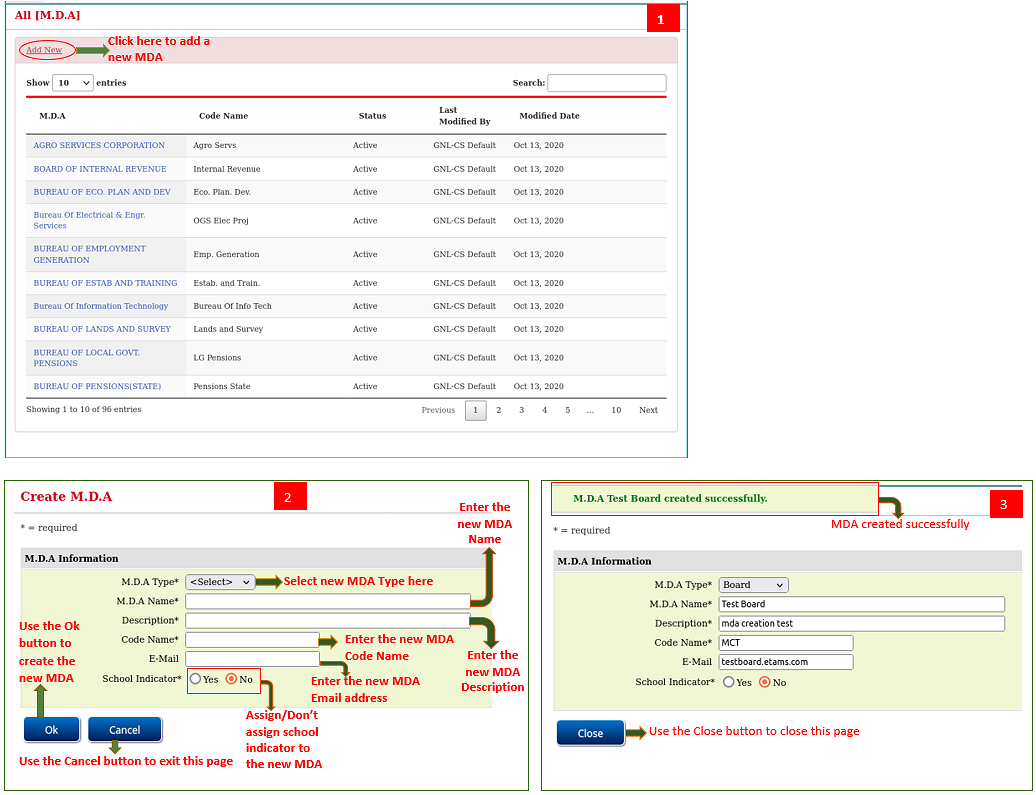 All [M.D.A]
1
Add New
Click here to add a
new MDA
Show 10 entries
Search:
M.D.A Code Name Status Last Modified By Modified Date
AGRO SERVICES CORPORATION Agro Servs Active GNL-CS Default Oct 13, 2020
BOARD OF INTERNAL REVENUE Internal Revenue Active GNL-CS Default Oct 13, 2020
BUREAU OF ECO. PLAN AND DEV Eco. Plan. Dev. Active GNL-CS Default Oct 13, 2020
Bureau Of Electrical & Engr.
Services
OGS Elec Proj Active GNL-CS Default Oct 13, 2020
BUREAU OF EMPLOYMENT
GENERATION
Emp. Generation Active GNL-CS Default Oct 13, 2020
BUREAU OF ESTAB AND TRAINING Estab. and Train. Active GNL-CS Default Oct 13, 2020
Bureau Of Information Technology Bureau Of Info Tech Active GNL-CS Default Oct 13, 2020
BUREAU OF LANDS AND SURVEY Lands and Survey Active GNL-CS Default Oct 13, 2020
BUREAU OF LOCAL GOVT.
PENSIONS
LG Pensions Active GNL-CS Default Oct 13, 2020
BUREAU OF PENSIONS(STATE) Pensions State Active GNL-CS Default Oct 13, 2020
Showing 1 to 10 of 96 entries
Previous 1 2 3 4 5 ... 10 Next
Create M.D.A
2
* = required
Enter the
new MDA
Name
M.D.A Information
M.D.A Type* <Select>
Select new MDA Type here
M.D.A Name*
Description*
Code Name*
Enter the new MDA
Code Name
E-Mail
School Indicator* Yes No
Enter the new MDA
Email address
Enter the
new MDA
Description
Use the Ok
button to
create the
new MDA
Assign/Don't
assign school
indicator to
the new MDA
Ok
Cancel
Use the Cancel button to exit this page
M.D.A Test Board created successfully.
3
MDA created successfully
* = required
M.D.A Information
M.D.A Type* Board
M.D.A Name* Test Board
Description* mda creation test
Code Name* MCT
E-Mail testboard.etams.com
School Indicator* Yes No
Close
Use the Close button to close this page